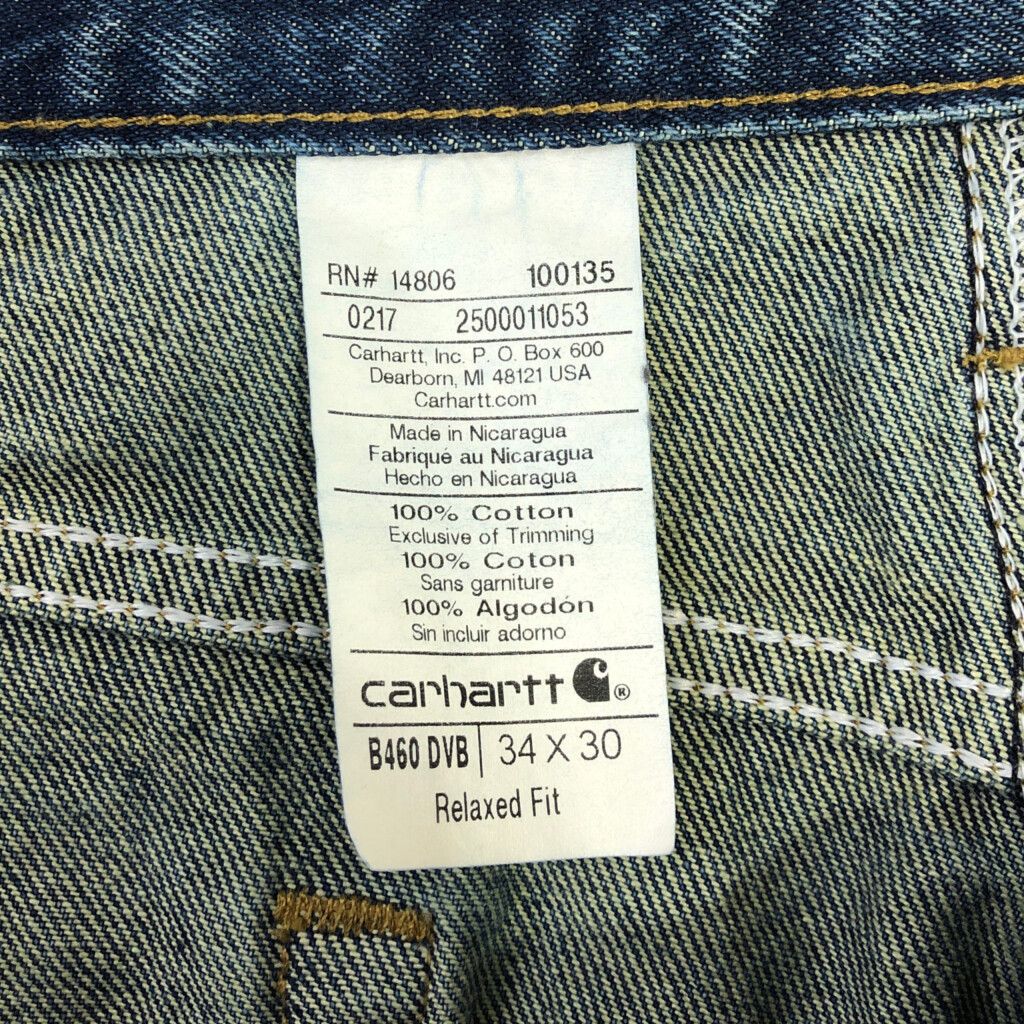 RN# 14806 100135
0217 2500011053
Carhartt, Inc. P. O. Box 600
Dearborn, MI 48121 USA
Carhartt.com
Made in Nicaragua
Fabriqué au Nicaragua
Hecho en Nicaragua
100% Cotton
Exclusive of Trimming
100% Coton
Sans garniture
100% Algodón
Sin incluir adorno
carhartt ®
B460 DVB 34 X 30
Relaxed Fit